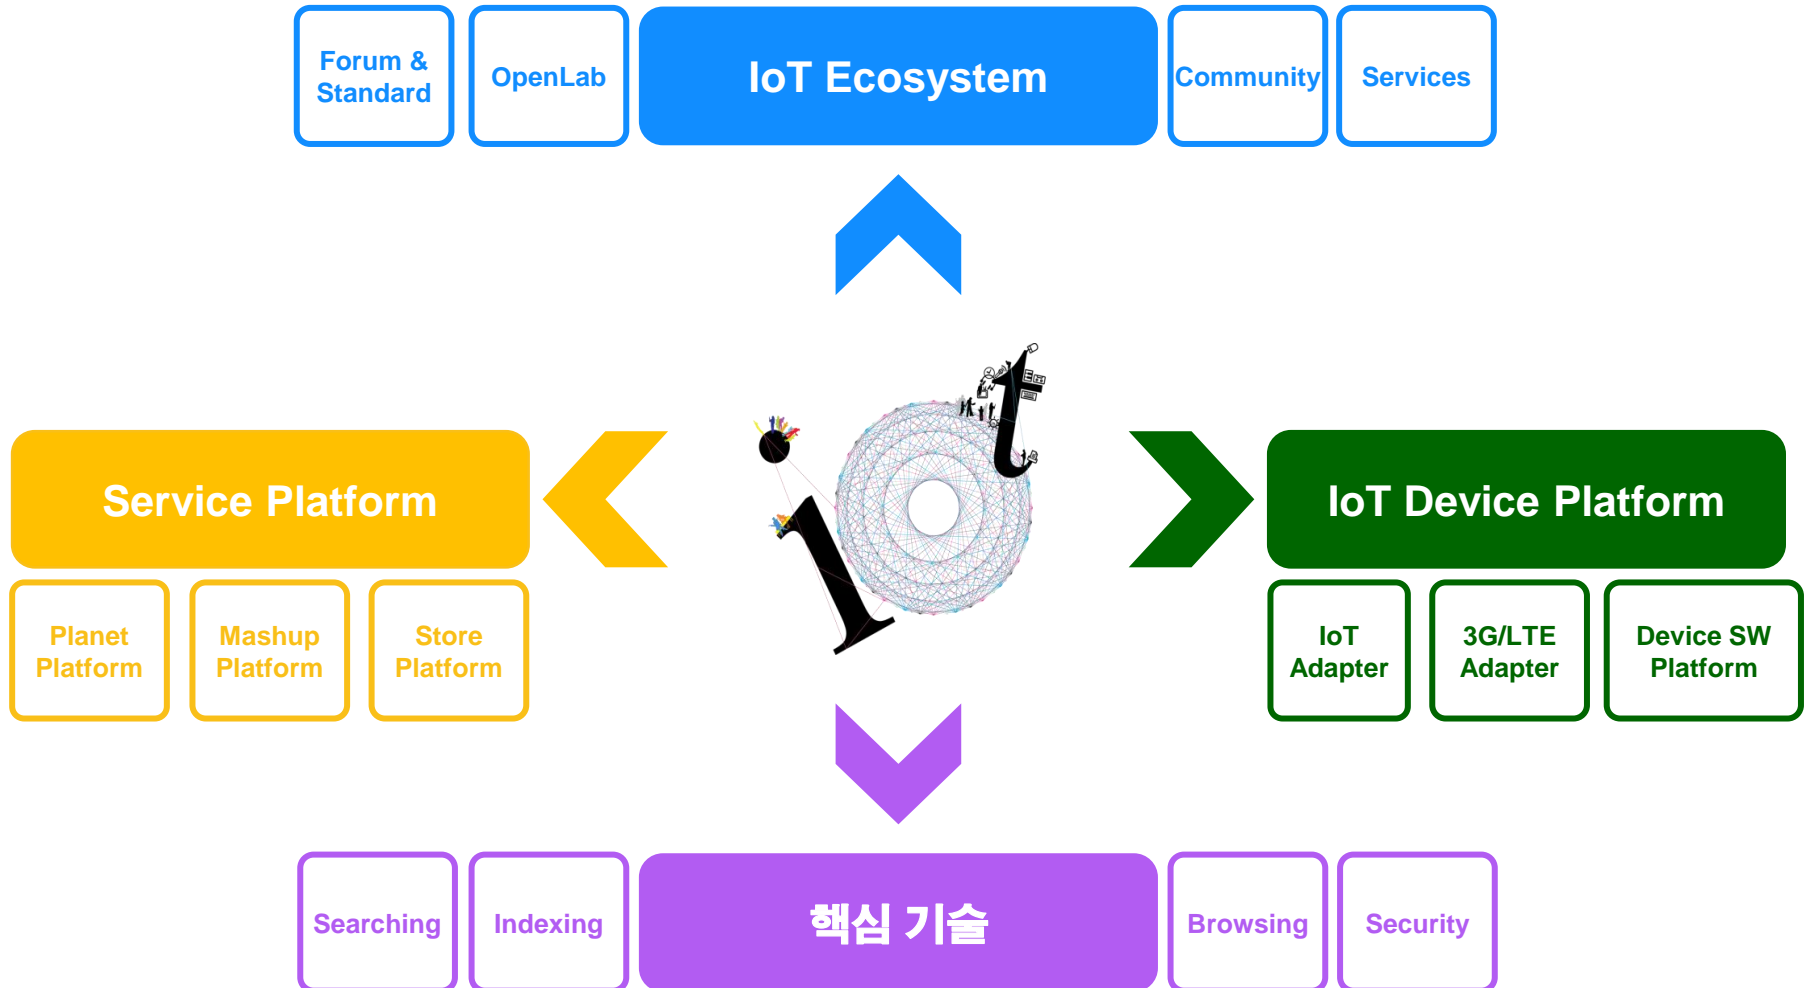 Forum &
Standard
OpenLab
IoT Ecosystem
Community
Services
iot
Service Platform
IoT Device Platform
Planet
Platform
Mashup
Platform
Store
Platform
IoT
Adapter
3G/LTE
Adapter
Device SW
Platform
Searching
Indexing
핵심 기술
Browsing
Security